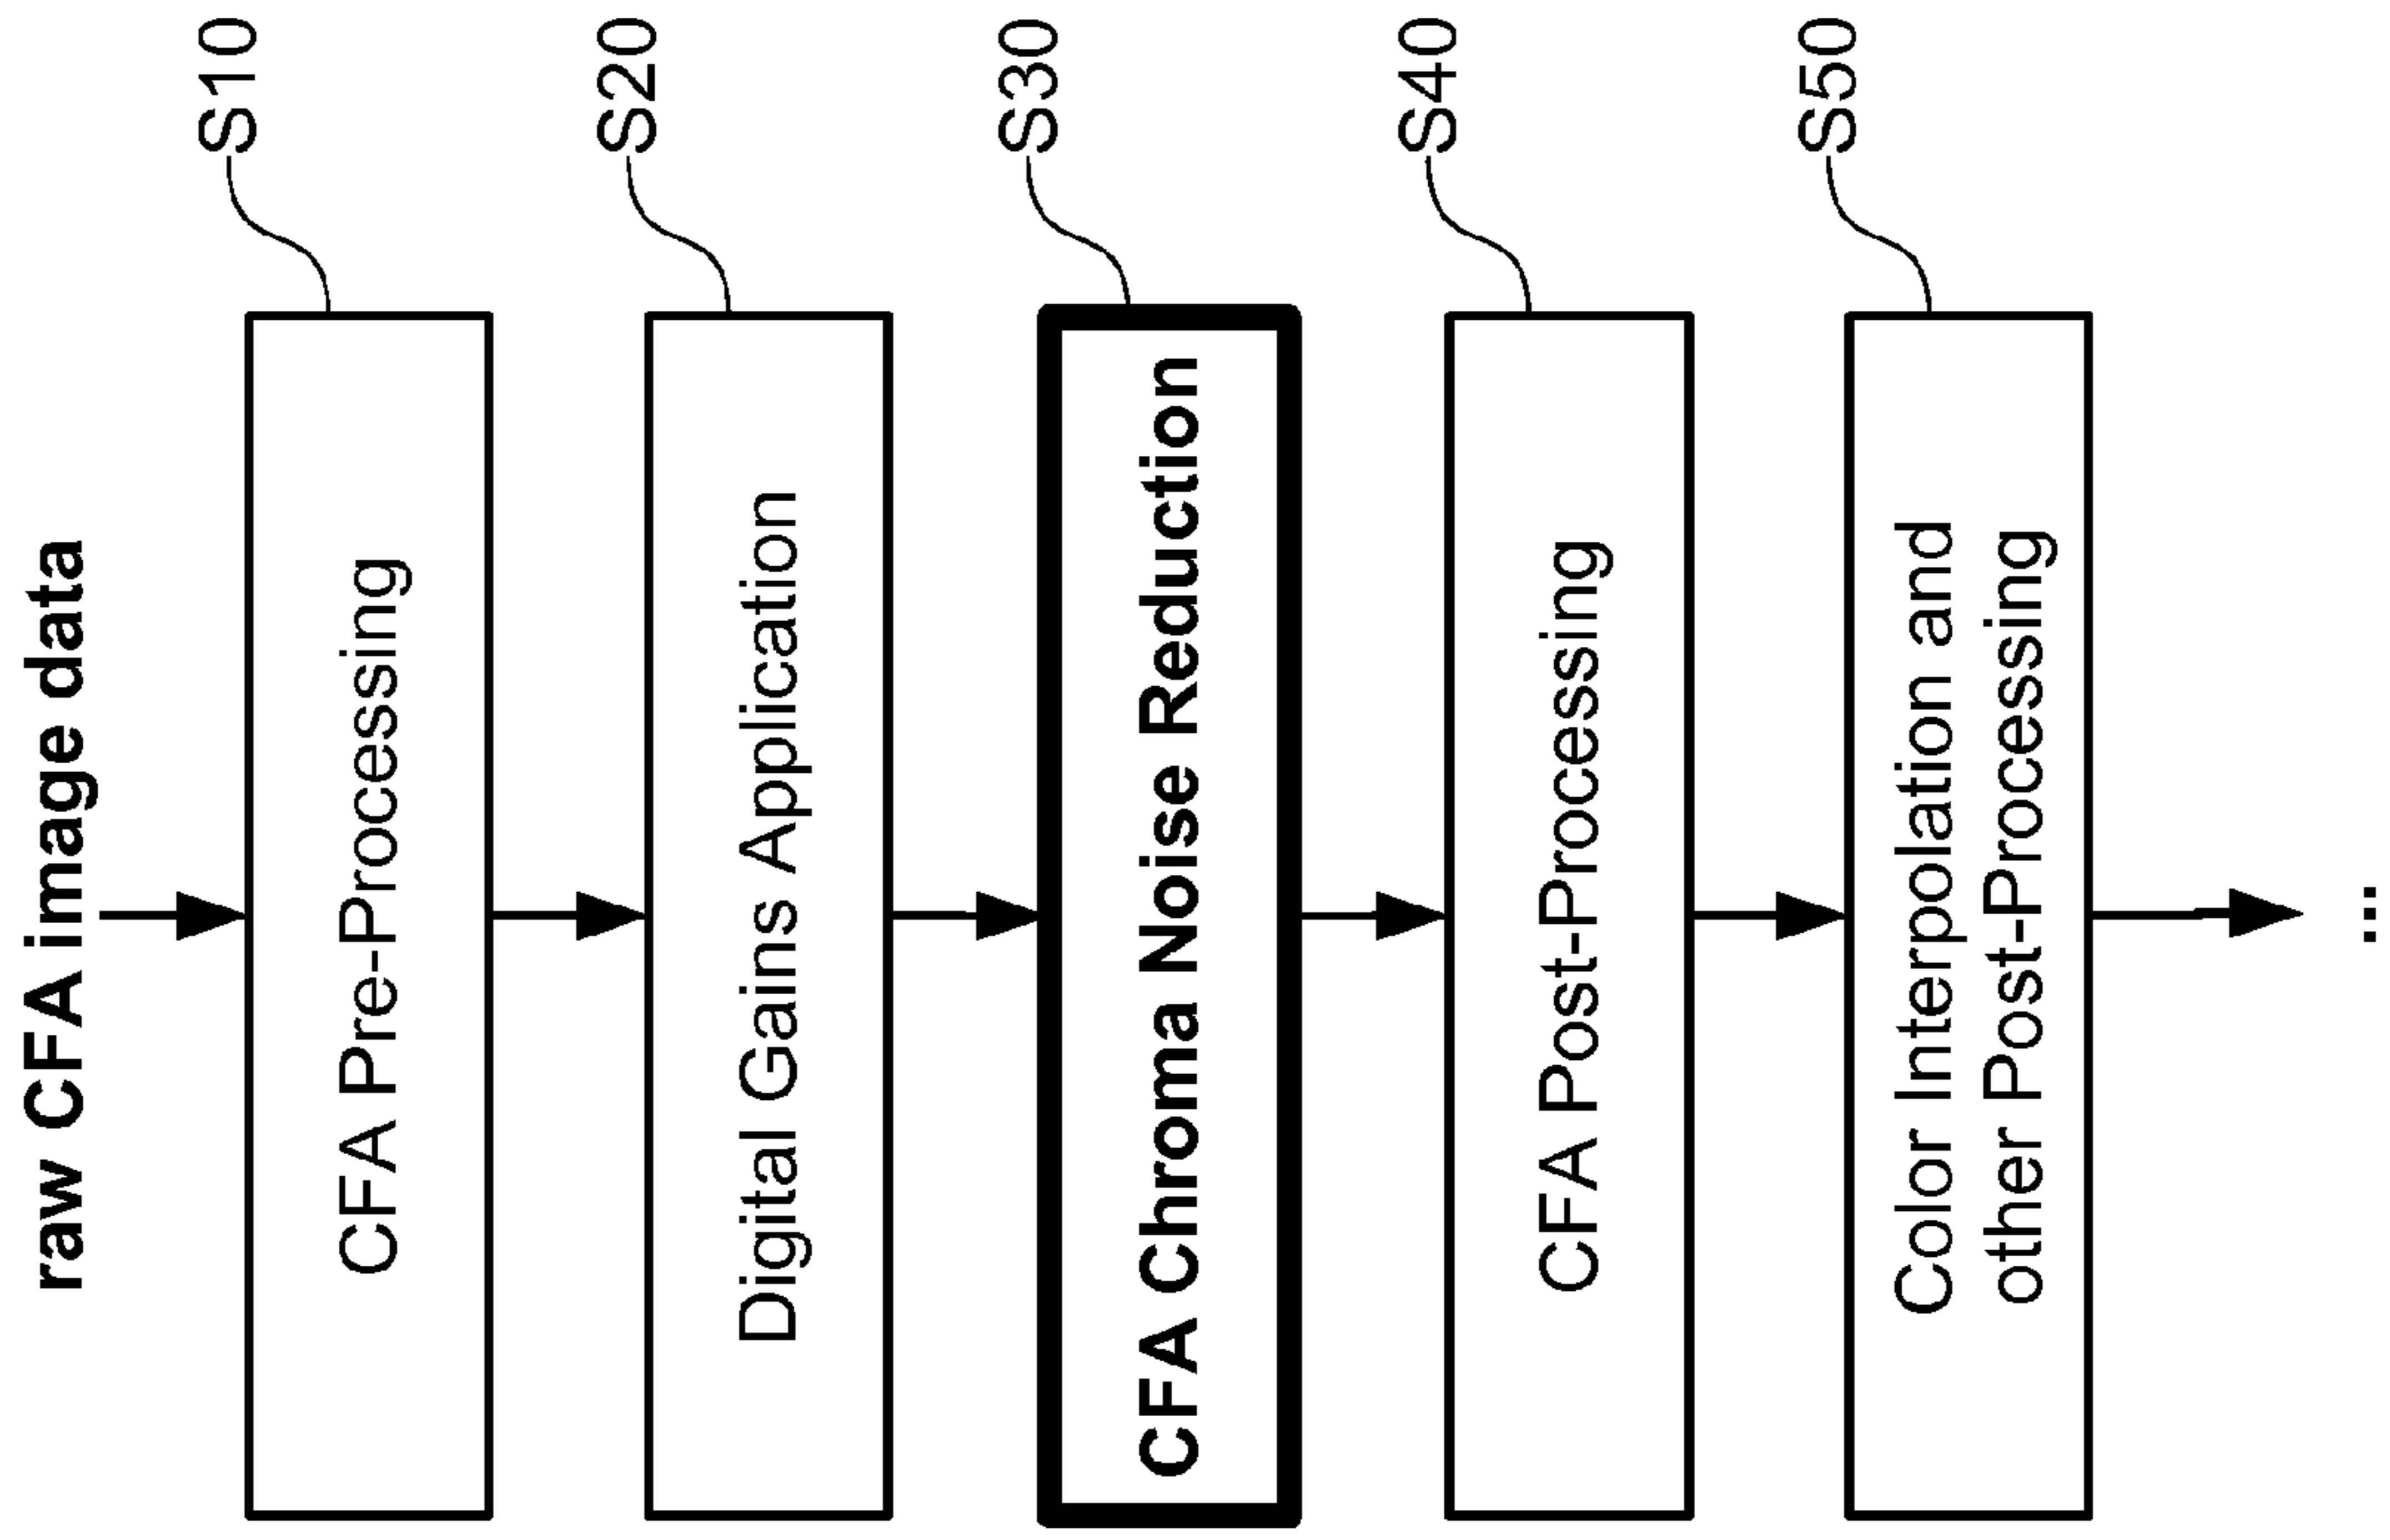 raw CFA image data
S10
CFA Pre-Processing
S20
Digital Gains Application
S30
CFA Chroma Noise Reduction
S40
CFA Post-Processing
S50
Color Interpolation and
other Post-Processing
...